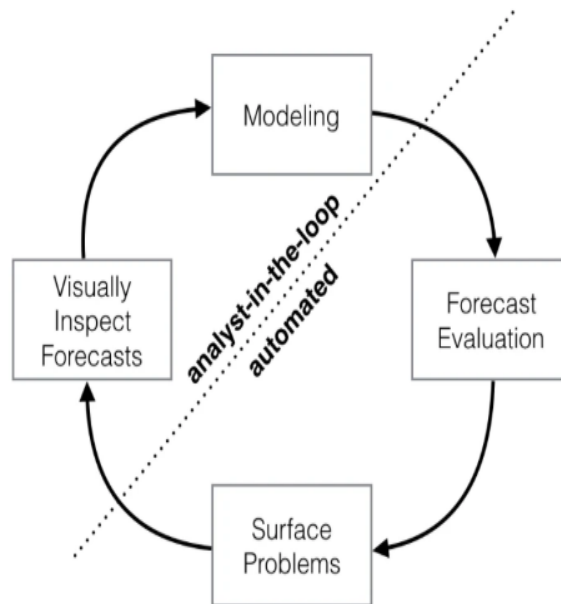 Modeling
analyst-in-the-loop
automated
Visually
Inspect
Forecasts
Forecast
Evaluation
Surface
Problems